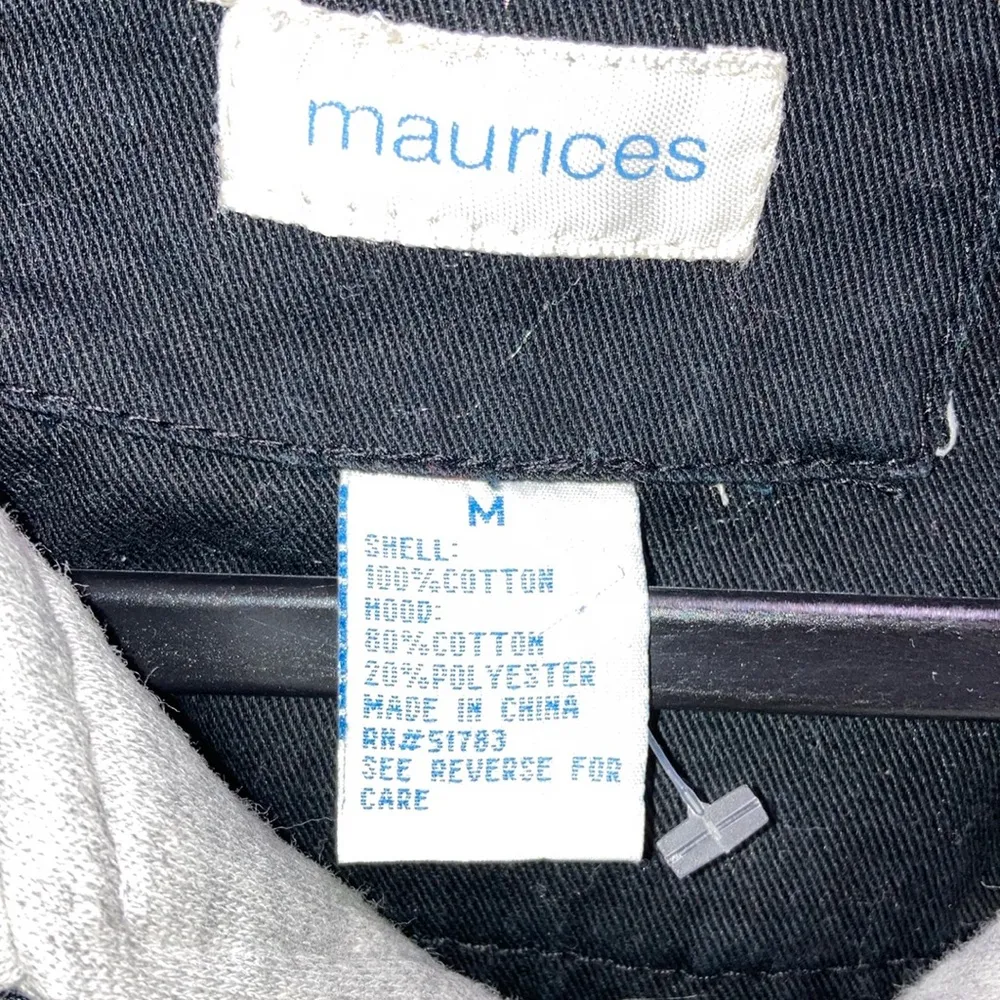 maurices
M
SHELL:
100%COTTON
HOOD:
80%COTTON
20%POLYESTER
MADE IN CHINA
RN#51783
SEE REVERSE FOR
CARE